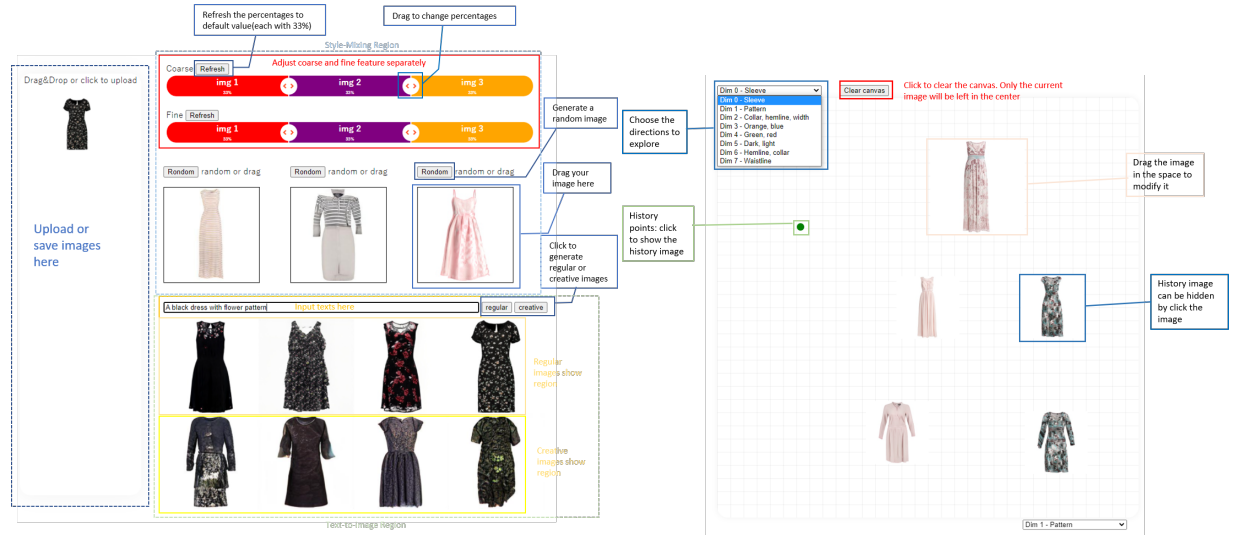 Refresh the percentages to
default value(each with 33%)
Drag to change percentages
Style-Mixing Region
Drag&Drop or click to upload
Upload or
save images
here
Coarse Refresh
Adjust coarse and fine feature separately
img 1
33%
img 2
33%
img 3
33%
Fine Refresh
img 1
33%
img 2
33%
img 3
33%
Generate a
random image
Rondom random or drag
Rondom random or drag
Rondom random or drag
Drag your
image here
Click to
generate
regular or
creative images
A black dress with flower pattern
Input texts here
regular
creative
Regular
images show
region
Creative
images show
region
Text-to-Image Region
Choose the
directions to
explore
Dim 0 - Sleeve
Dim 0 - Sleeve
Dim 1 - Pattern
Dim 2 - Collar, hemline, width
Dim 3 - Orange, blue
Dim 4 - Green, red
Dim 5 - Dark, light
Dim 6 - Hemline, collar
Dim 7 - Waistline
Clear canvas
Click to clear the canvas. Only the current
image will be left in the center
Drag the image
in the space to
modify it
History
points: click
to show the
history image
History image
can be hidden
by click the
image
Dim 1 - Pattern